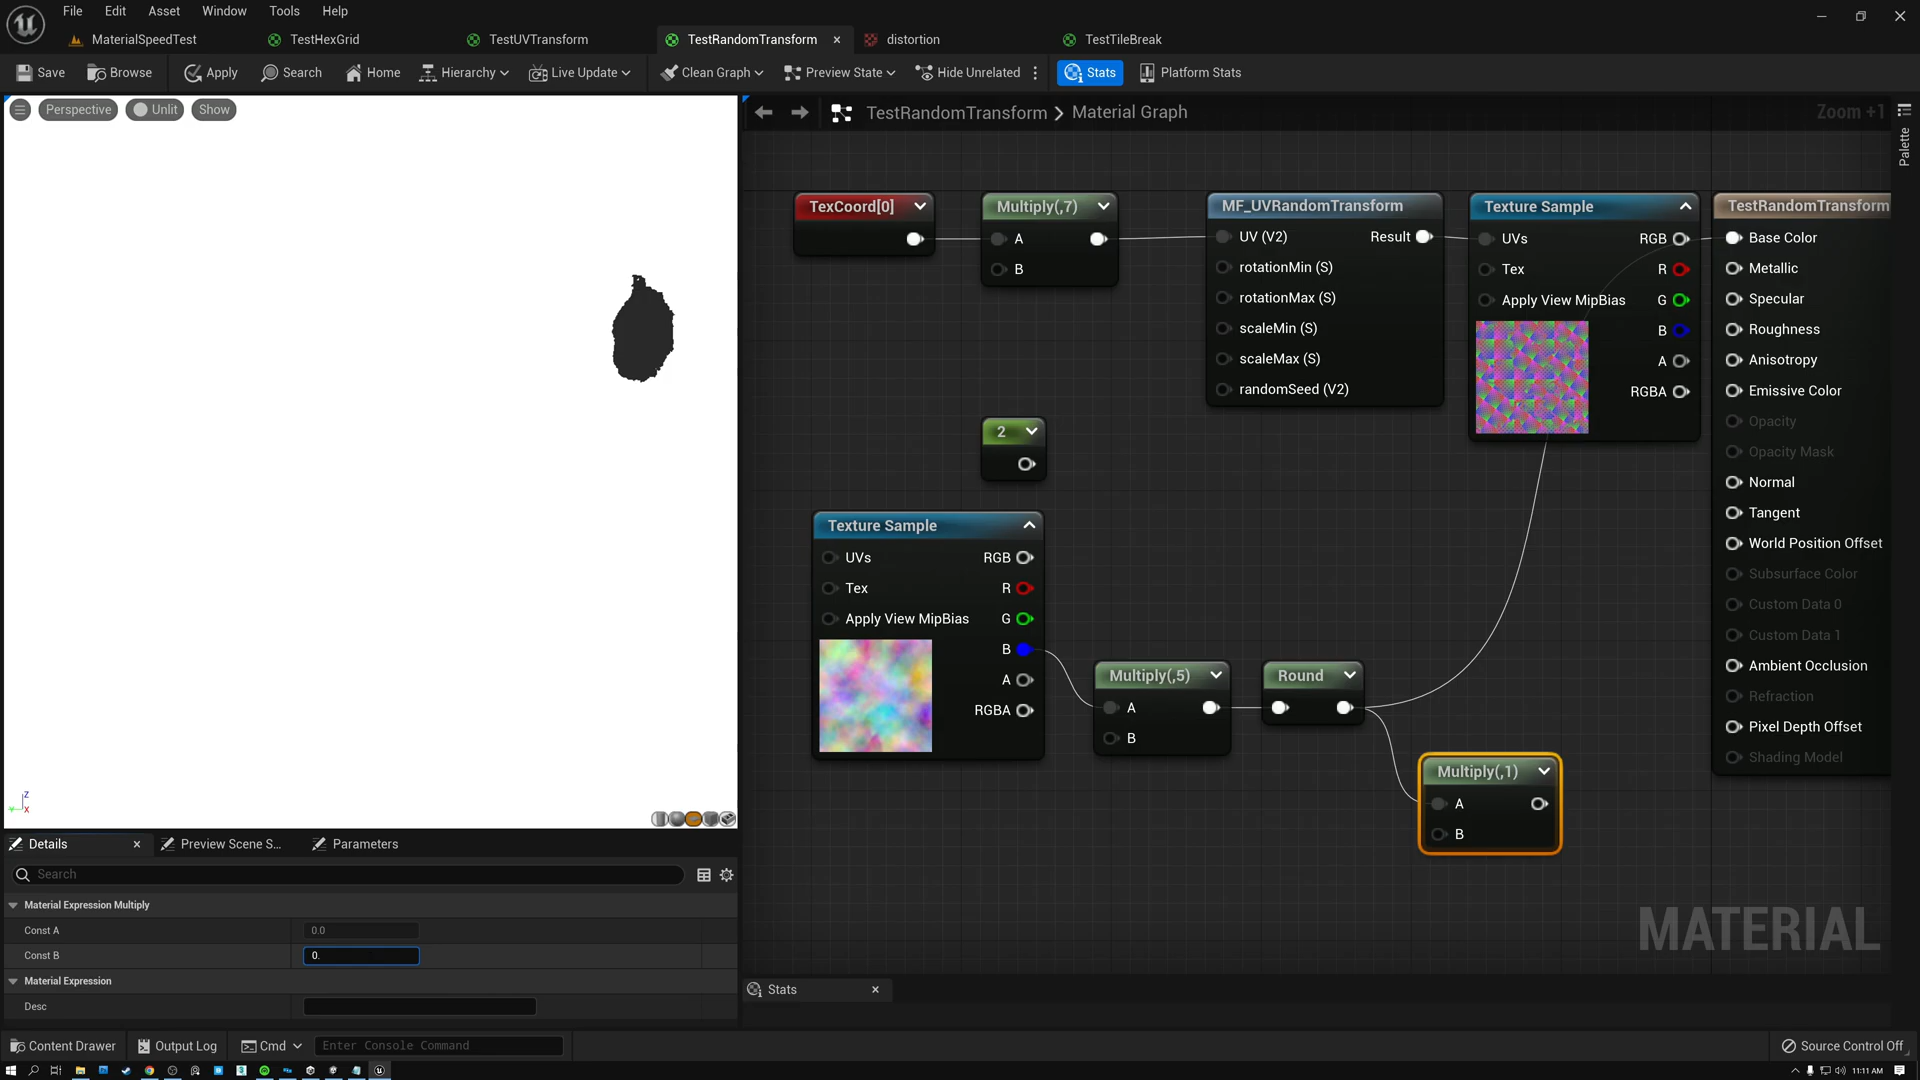 File Edit Asset Window Tools Help
MaterialSpeedTest TestHexGrid TestUVTransform TestRandomTransform distortion TestTileBreak
Save Browse Apply Search Home Hierarchy Live Update Clean Graph Preview State Hide Unrelated Stats Platform Stats
Perspective Unlit Show
TestRandomTransform Material Graph
Zoom +1
Palette
TexCoord[0]
Multiply(,7)
A
B
MF_UVRandomTransform
UV (V2) Result
rotationMin (S)
rotationMax (S)
scaleMin (S)
scaleMax (S)
randomSeed (V2)
Texture Sample
UVs RGB
Tex R
Apply View MipBias G
B
A
RGBA
TestRandomTransform
Base Color
Metallic
Specular
Roughness
Anisotropy
Emissive Color
Opacity
Opacity Mask
Normal
Tangent
World Position Offset
Subsurface Color
Custom Data 0
Custom Data 1
Ambient Occlusion
Refraction
Pixel Depth Offset
Shading Model
2
Texture Sample
UVs RGB
Tex R
Apply View MipBias G
B
A
RGBA
Multiply(,5)
A
B
Round
Multiply(,1)
A
B
MATERIAL
Z
Y
X
Details Preview Scene S... Parameters
Search
Material Expression Multiply
Const A 0.0
Const B 0.
Material Expression
Desc
Stats
Content Drawer Output Log Cmd Enter Console Command Source Control Off
11:11 AM